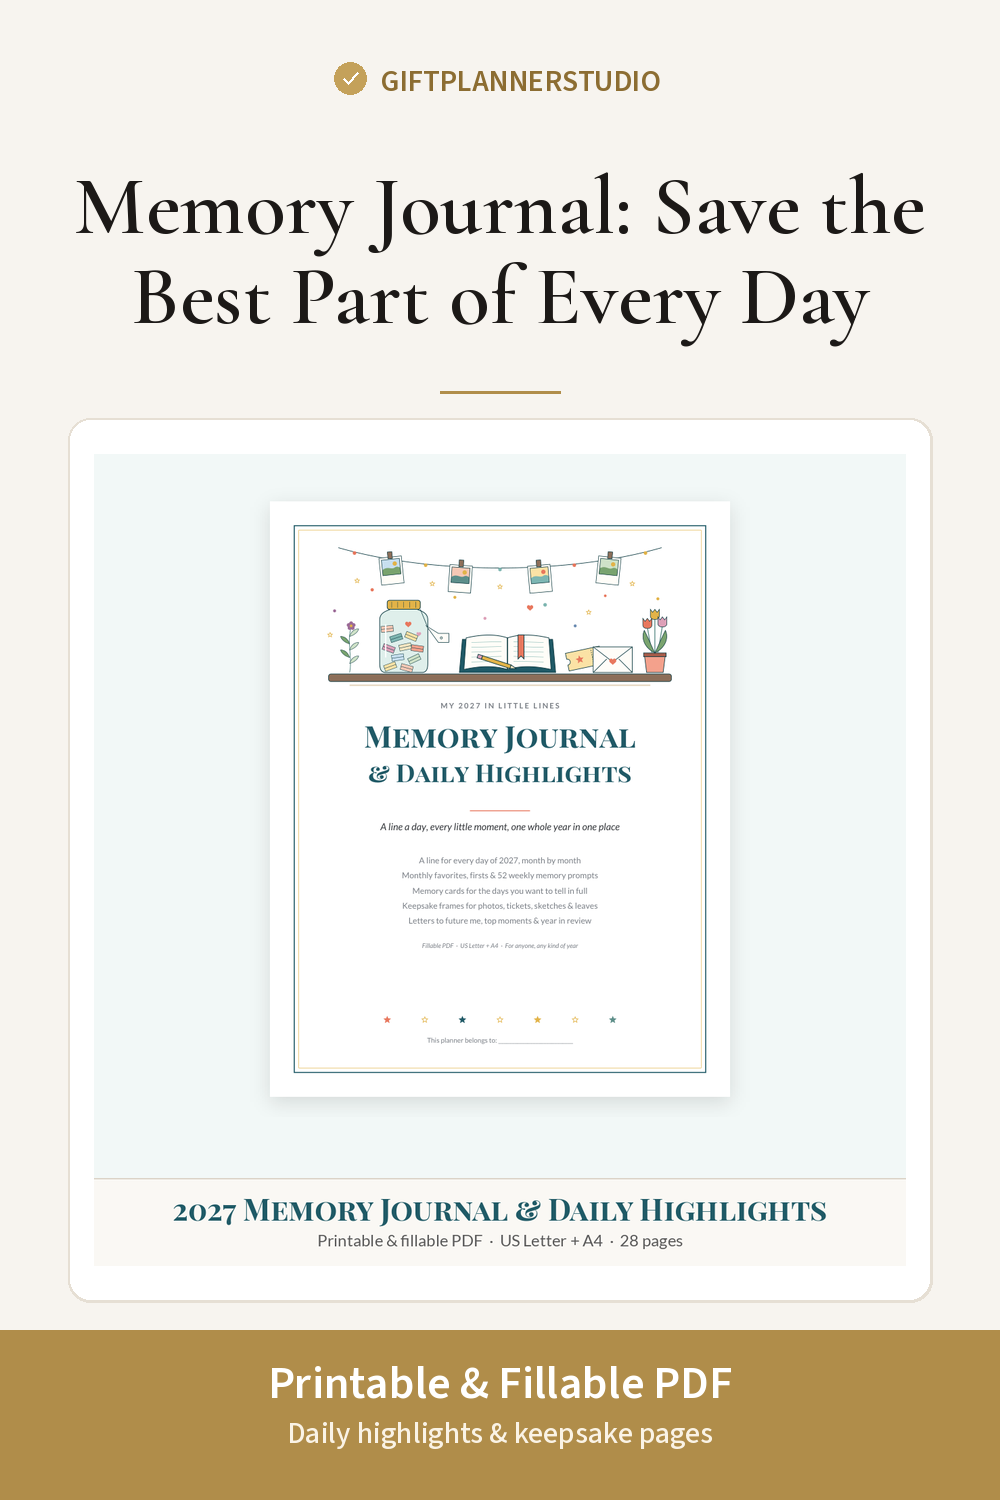 GIFTPLANNERSTUDIO
Memory Journal: Save the
Best Part of Every Day
MY 2027 IN LITTLE LINES
MEMORY JOURNAL
& DAILY HIGHLIGHTS
A line a day, every little moment, one whole year in one place
A line for every day of 2027, month by month
Monthly favorites, firsts & 52 weekly memory prompts
Memory cards for the days you want to tell in full
Keepsake frames for photos, tickets, sketches & leaves
Letters to future me, top moments & year in review
Fillable PDF · US Letter + A4 · For anyone, any kind of year
This planner belongs to: ____________________
2027 MEMORY JOURNAL & DAILY HIGHLIGHTS
Printable & fillable PDF · US Letter + A4 · 28 pages
Printable & Fillable PDF
Daily highlights & keepsake pages